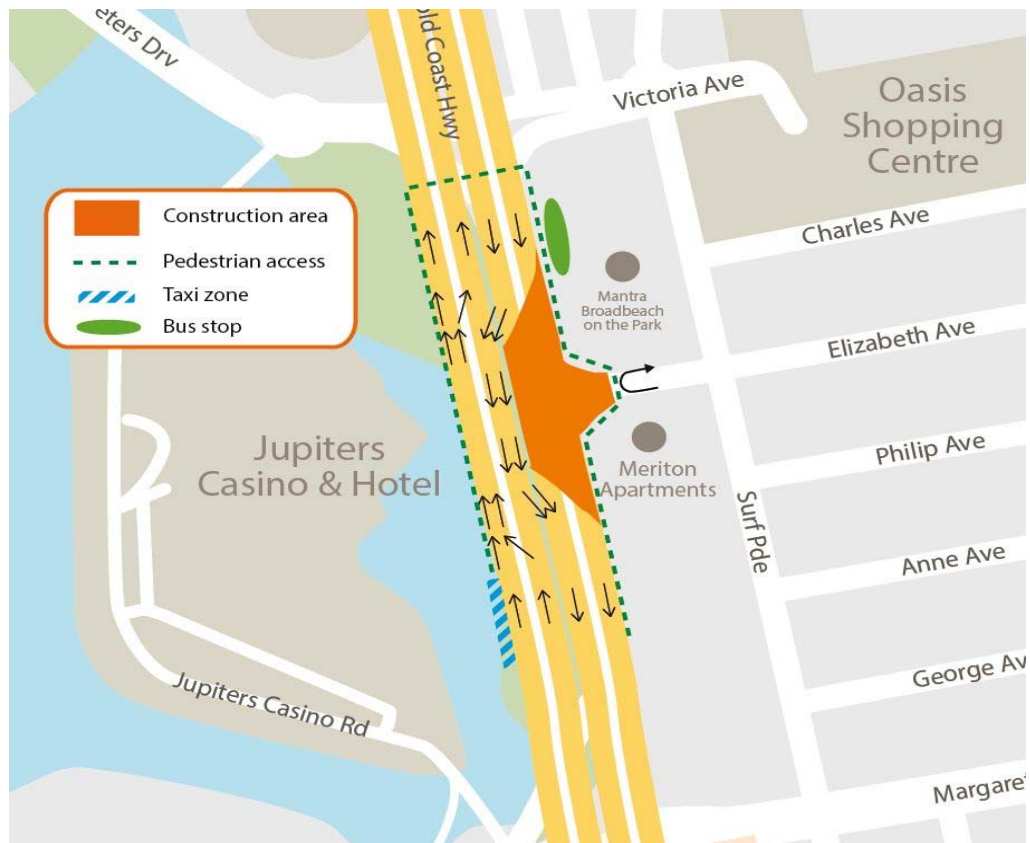 eters Drv
old Coast Hwy
Victoria Ave
Oasis
Shopping
Centre
Construction area
Pedestrian access
Taxi zone
Bus stop
Charles Ave
Mantra
Broadbeach
on the Park
Elizabeth Ave
Jupiters
Casino & Hotel
Meriton
Apartments
Philip Ave
Surf Pde
Anne Ave
George Av
Jupiters Casino Rd
Margaret